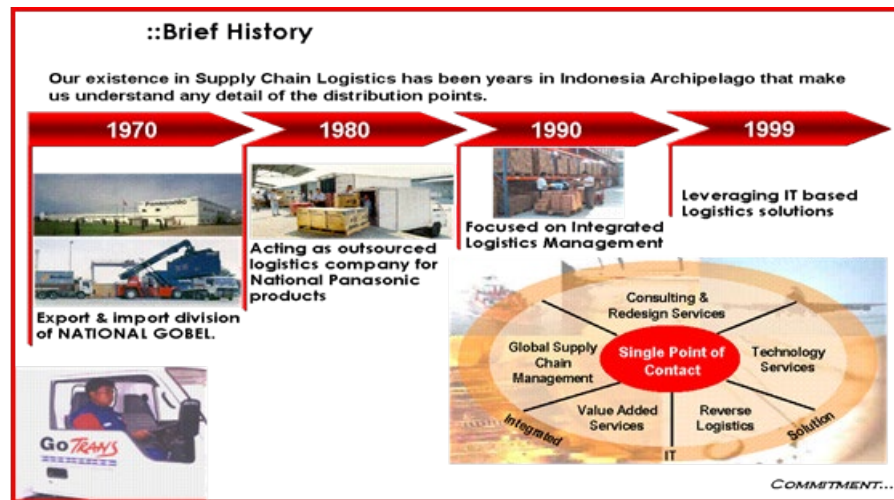 ::Brief History
Our existence in Supply Chain Logistics has been years in Indonesia Archipelago that make
us understand any detail of the distribution points.
1970
1980
1990
1999
Panasonic
Export & import division
of NATIONAL GOBEL.
Acting as outsourced
logistics company for
National Panasonic
products
Focused on Integrated
Logistics Management
Leveraging IT based
Logistics solutions
Consulting &
Redesign Services
Global Supply
Chain
Management
Single Point of
Contact
Technology
Services
Value Added
Services
Reverse
Logistics
Integrated
IT
Solution
GoTRANS
COMMITMENT...